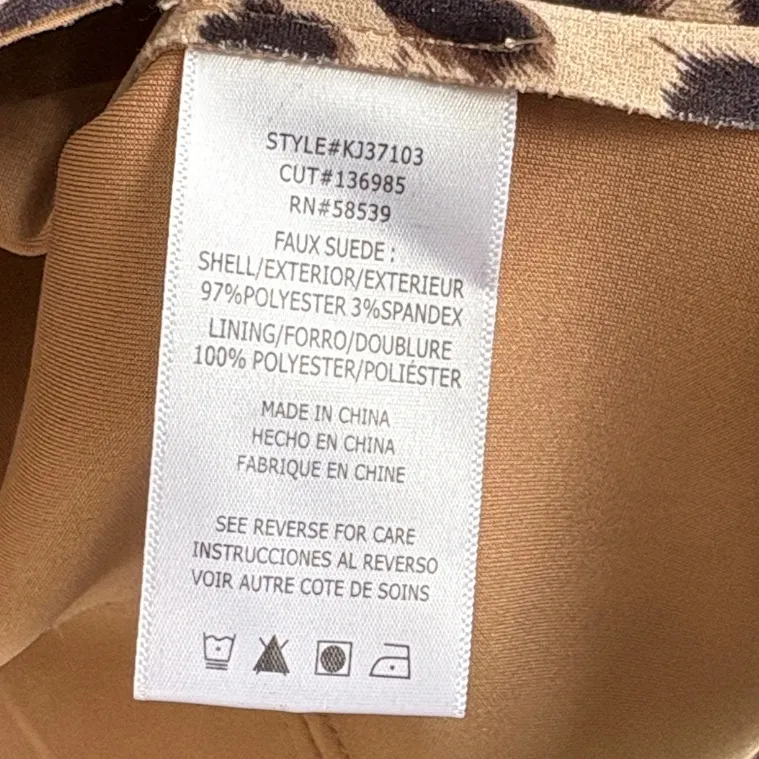 STYLE#KJ37103
CUT#136985
RN#58539
FAUX SUEDE :
SHELL/EXTERIOR/EXTERIEUR
97%POLYESTER 3%SPANDEX
LINING/FORRO/DOUBLURE
100% POLYESTER/POLIÉSTER
MADE IN CHINA
HECHO EN CHINA
FABRIQUE EN CHINE
SEE REVERSE FOR CARE
INSTRUCCIONES AL REVERSO
VOIR AUTRE COTE DE SOINS